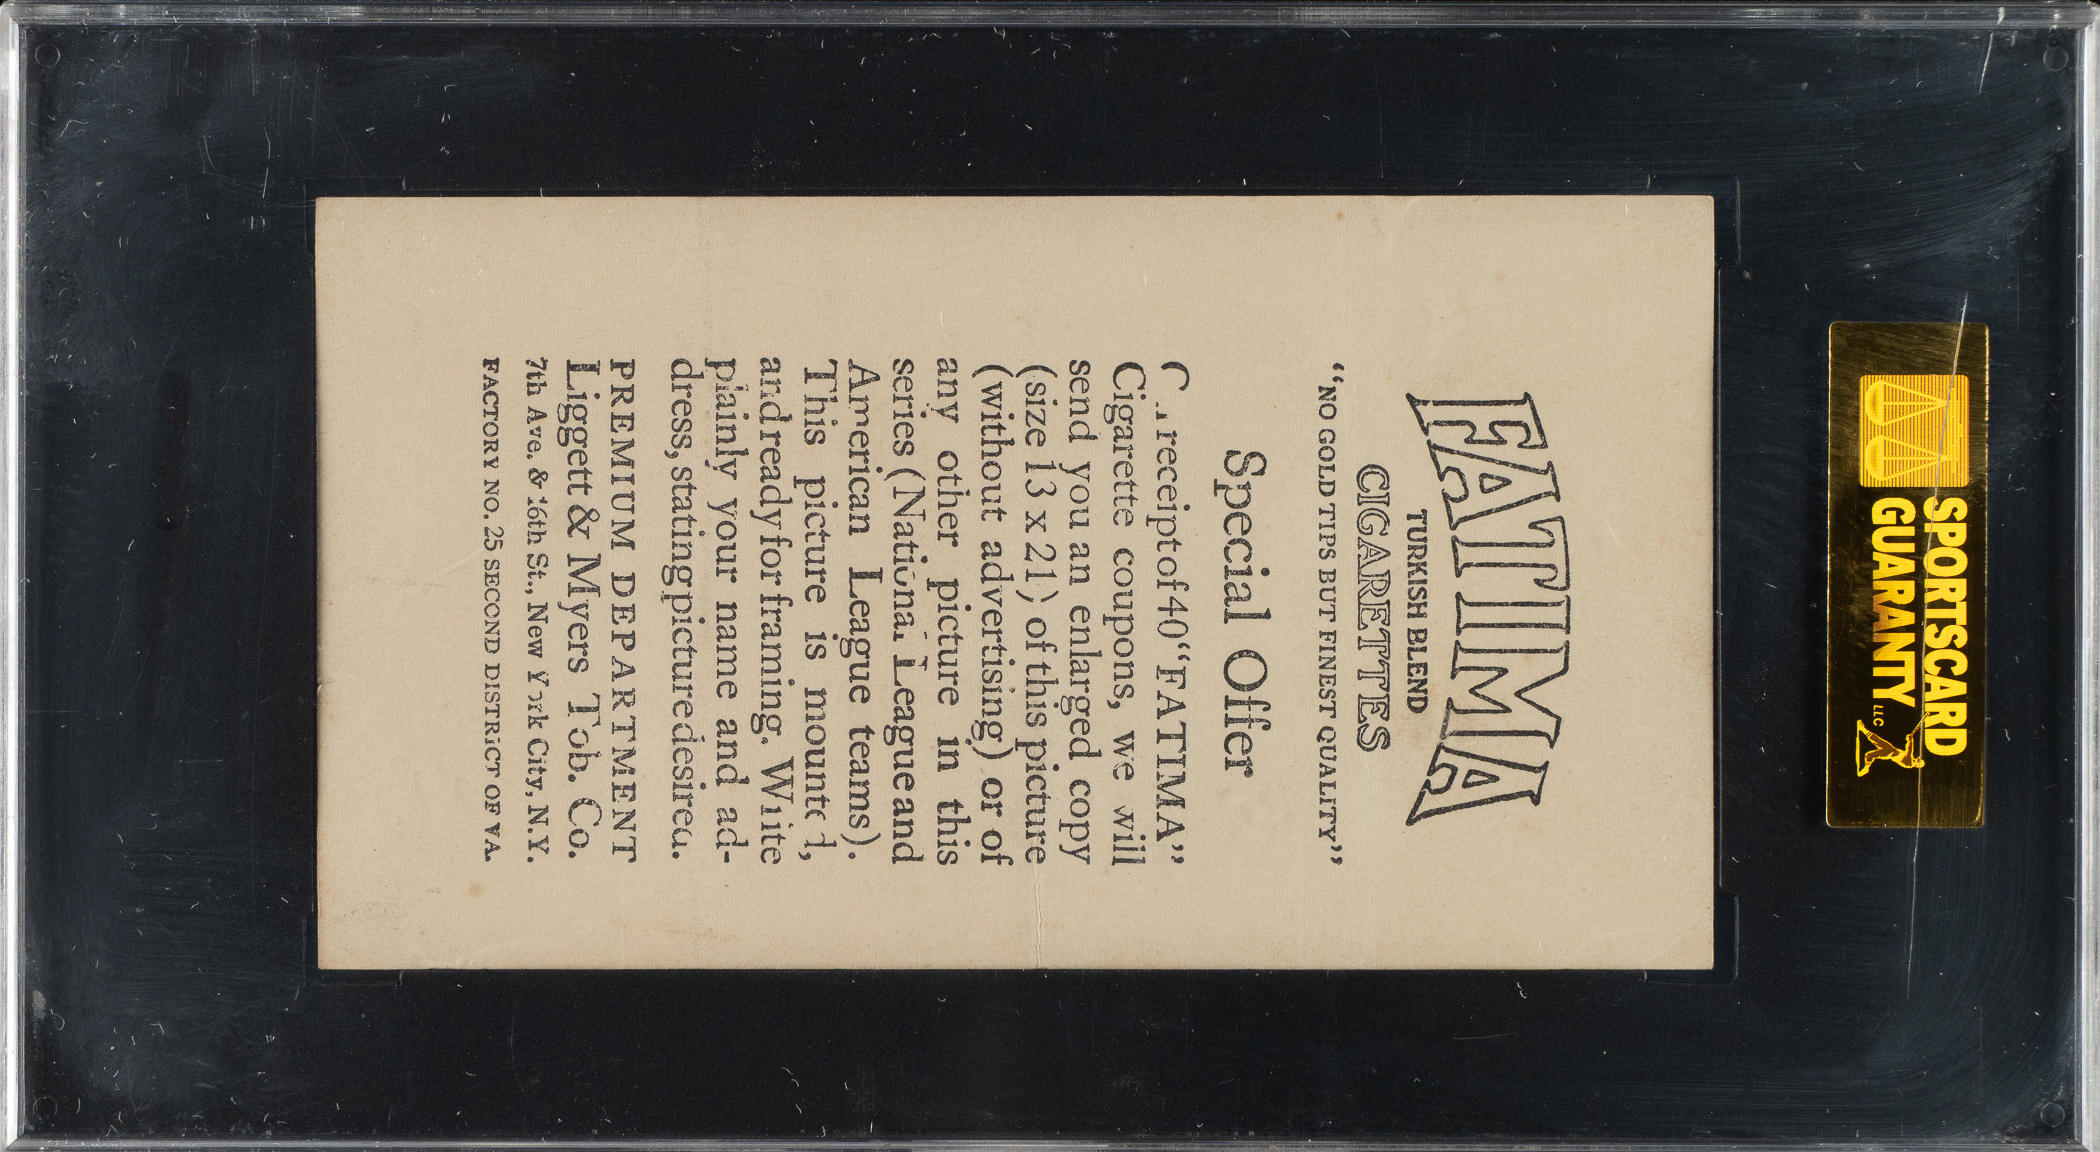 FATIMA
TURKISH BLEND
CIGARETTES
“NO GOLD TIPS BUT FINEST QUALITY”
Special Offer
On receipt of 40 “FATIMA”
Cigarette coupons, we will
send you an enlarged copy
(size 13 x 21) of this picture
(without advertising) or of
any other picture in this
series (National League and
American League teams).
This picture is mounted,
and ready for framing. Write
plainly your name and ad-
dress, stating picture desired.
PREMIUM DEPARTMENT
Liggett & Myers Tob. Co.
7th Ave. & 16th St., New York City, N.Y.
FACTORY NO. 25 SECOND DISTRICT OF VA.
SPORTSCARD
GUARANTY LLC